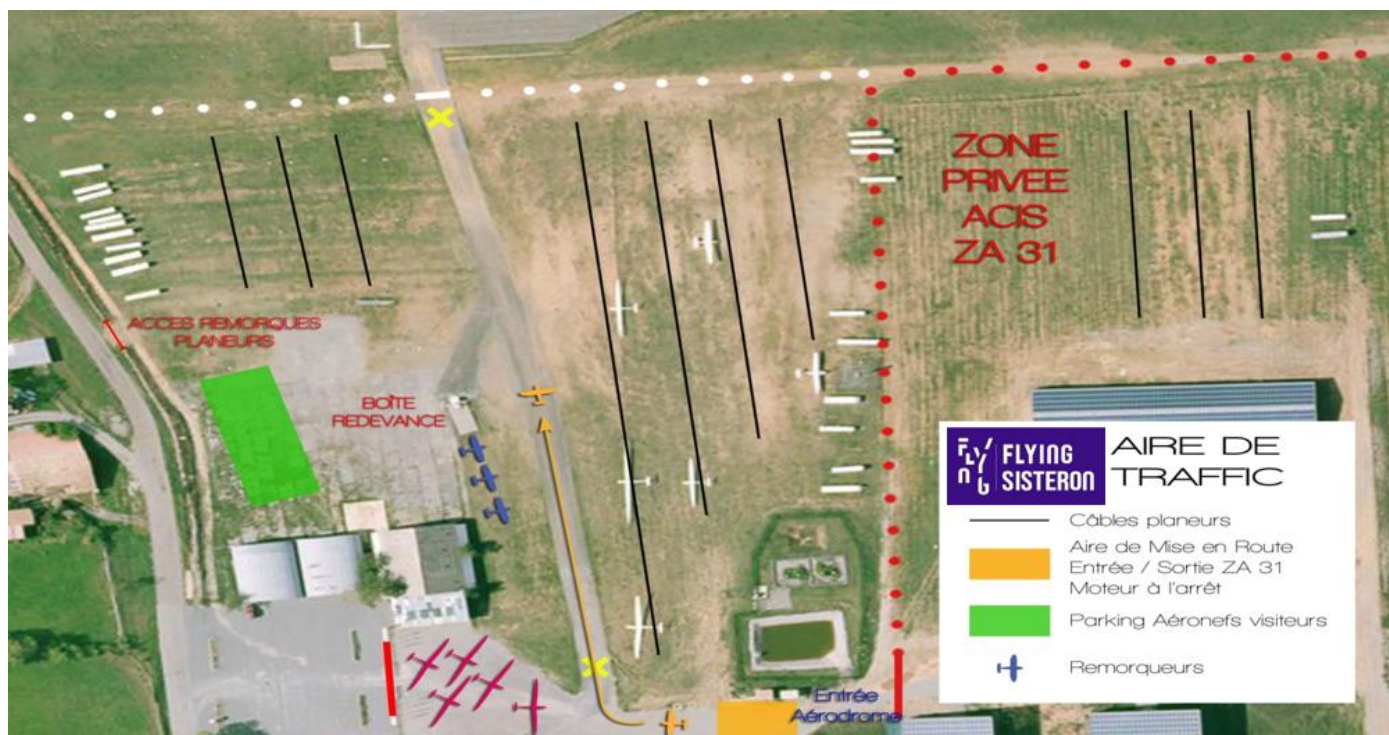 ZONE
PRIVEE
ACIS
ZA 31
ACCES REMORQUES
PLANEURS
BOÎTE
REDEVANCE
Entrée
Aérodrome
FLYING
SISTERON
AIRE DE
TRAFFIC
Câbles planeurs
Aire de Mise en Route
Entrée / Sortie ZA 31
Moteur à l'arrêt
Parking Aéronefs visiteurs
Remorqueurs